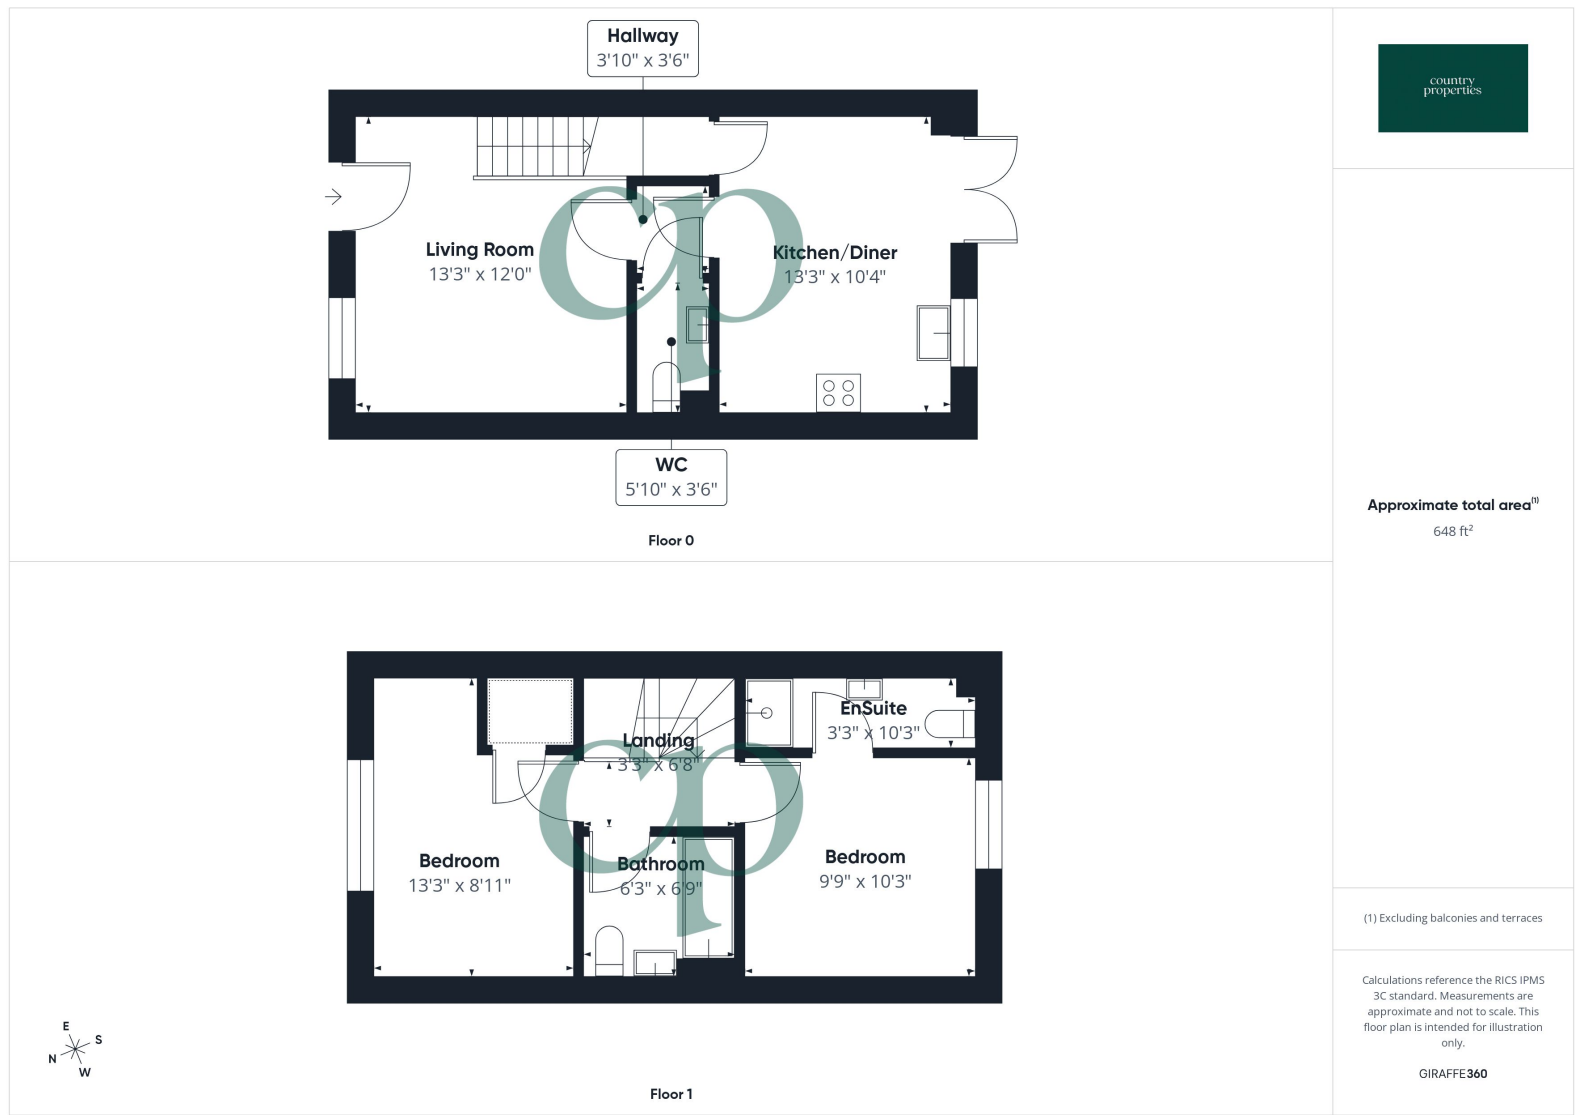 Hallway
3'10" x 3'6"
Living Room
13'3" x 12'0"
Kitchen/Diner
13'3" x 10'4"
WC
5'10" x 3'6"
Floor 0
cp
country
properties
Approximate total area(1)
648 ft²
Landing
3'3" x 6'8"
EnSuite
3'3" x 10'3"
Bedroom
13'3" x 8'11"
Bathroom
6'3" x 6'9"
Bedroom
9'9" x 10'3"
cp
E
S
N
W
Floor 1
(1) Excluding balconies and terraces
Calculations reference the RICS IPMS
3C standard. Measurements are
approximate and not to scale. This
floor plan is intended for illustration
only.
GIRAFFE360